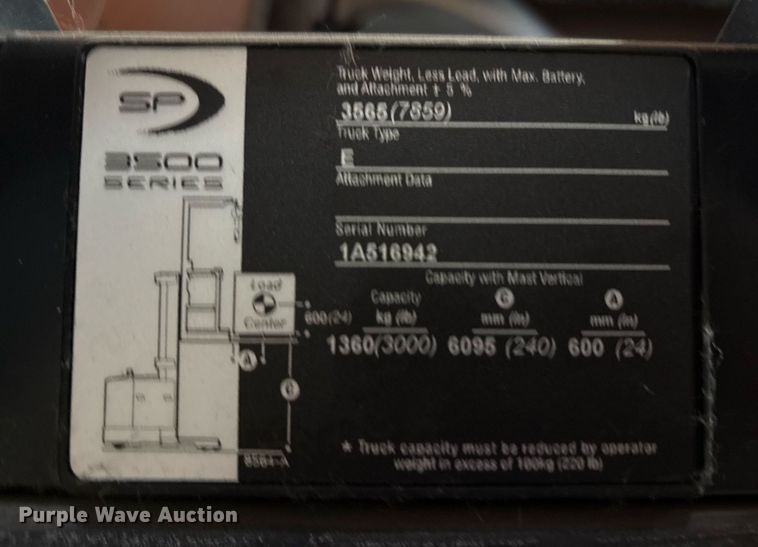 SP
3500
SERIES
Truck Weight, Less Load, with Max. Battery,
and Attachment ± 5 %
3565(7859) kg(lb)
Truck Type
E
Attachment Data
Serial Number
1A516942
Capacity with Mast Vertical
Load
Center
600(24)
A
B
Capacity B A
kg (lb) mm (in) mm (in)
1360(3000) 6095 (240) 600 (24)
* Truck capacity must be reduced by operator
weight in excess of 100kg (220 lb)
Purple Wave Auction